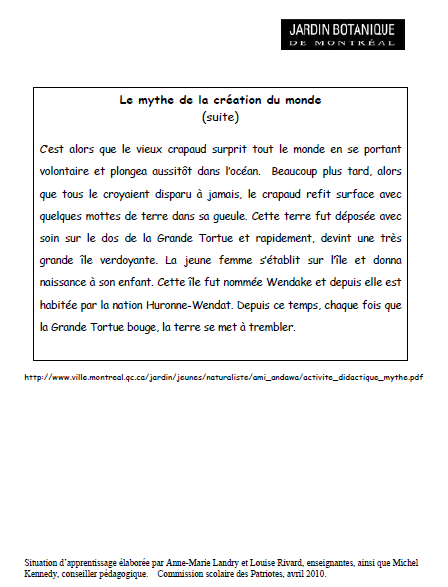 JARDIN BOTANIQUE
DE MONTRÉAL
Le mythe de la création du monde
(suite)
C'est alors que le vieux crapaud surprit tout le monde en se portant
volontaire et plongea aussitôt dans l'océan. Beaucoup plus tard, alors
que tous le croyaient disparu à jamais, le crapaud refit surface avec
quelques mottes de terre dans sa gueule. Cette terre fut déposée avec
soin sur le dos de la Grande Tortue et rapidement, devint une très
grande île verdoyante. La jeune femme s'établit sur l'île et donna
naissance à son enfant. Cette île fut nommée Wendake et depuis elle est
habitée par la nation Huronne-Wendat. Depuis ce temps, chaque fois que
la Grande Tortue bouge, la terre se met à trembler.
http://www.ville.montreal.qc.ca/jardin/jeunes/naturaliste/ami_andawa/activite_didactique_mythe.pdf
Situation d'apprentissage élaborée par Anne-Marie Landry et Louise Rivard, enseignantes, ainsi que Michel
Kennedy, conseiller pédagogique. Commission scolaire des Patriotes, avril 2010.